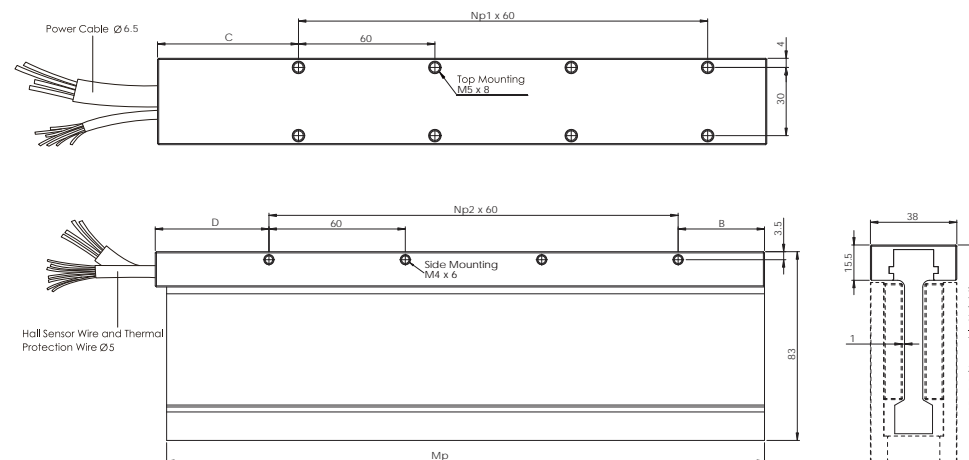 Np1 x 60
Power Cable Ø6.5
C
60
4
Top Mounting
M5 x 8
30
Np2 x 60
D
60
B
3.5
38
Side Mounting
M4 x 6
15.5
Hall Sensor Wire and Thermal
Protection Wire Ø5
83
1
Mp